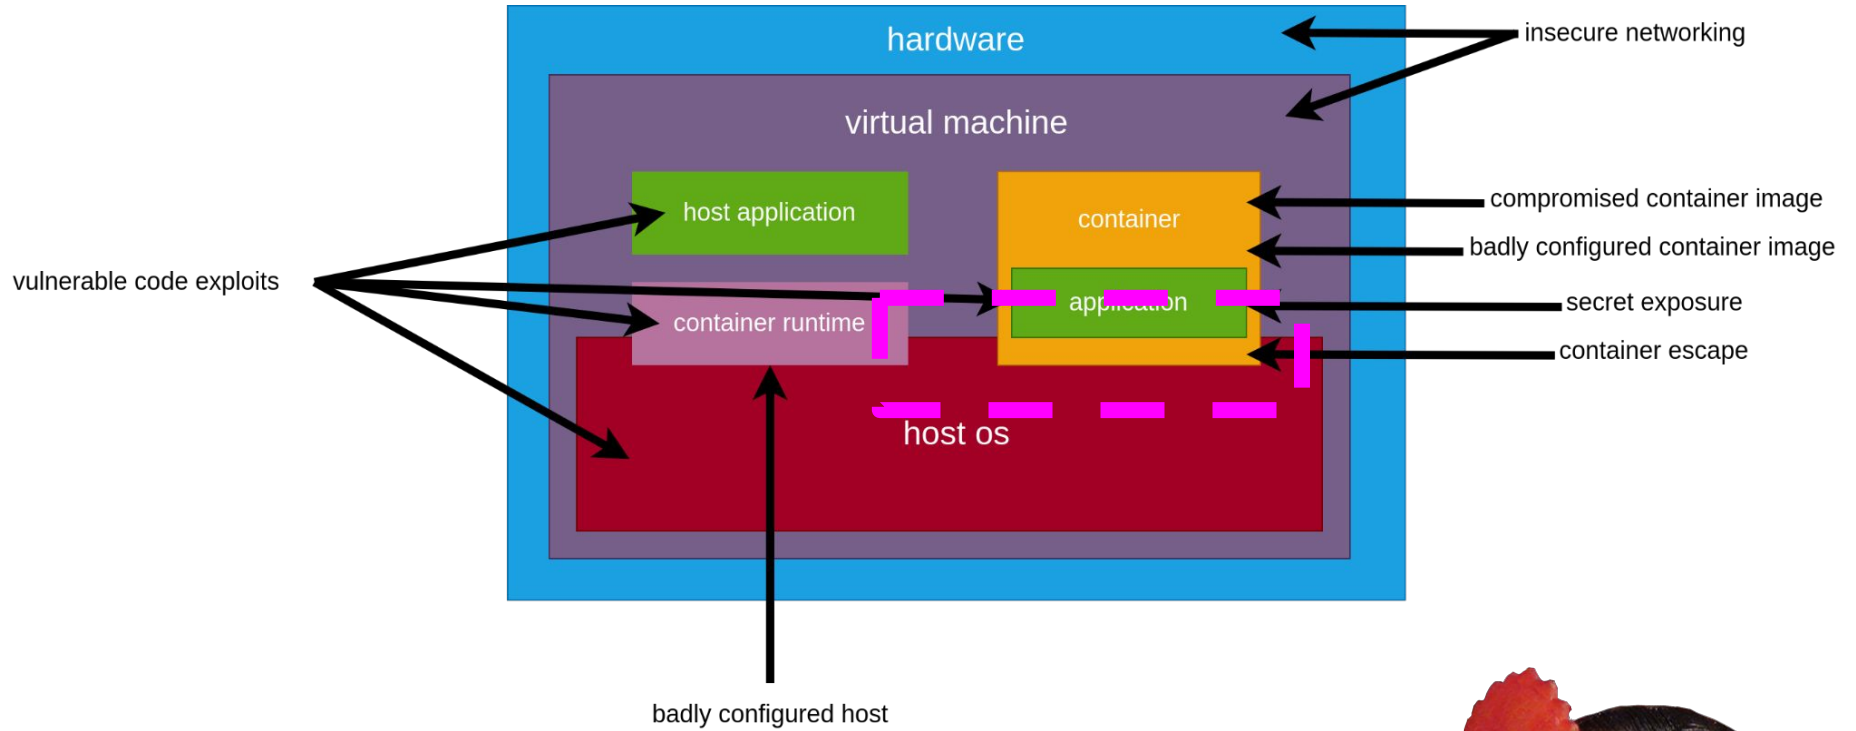 hardware
insecure networking
virtual machine
compromised container image
host application
container
badly configured container image
vulnerable code exploits
application
secret exposure
container runtime
container escape
host os
badly configured host